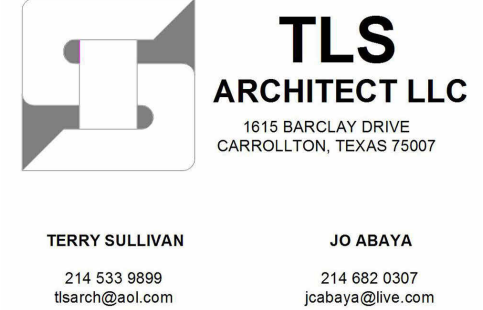 TLS
ARCHITECT LLC
1615 BARCLAY DRIVE
CARROLLTON, TEXAS 75007
TERRY SULLIVAN
214 533 9899
tlsarch@aol.com
JO ABAYA
214 682 0307
jcabaya@live.com